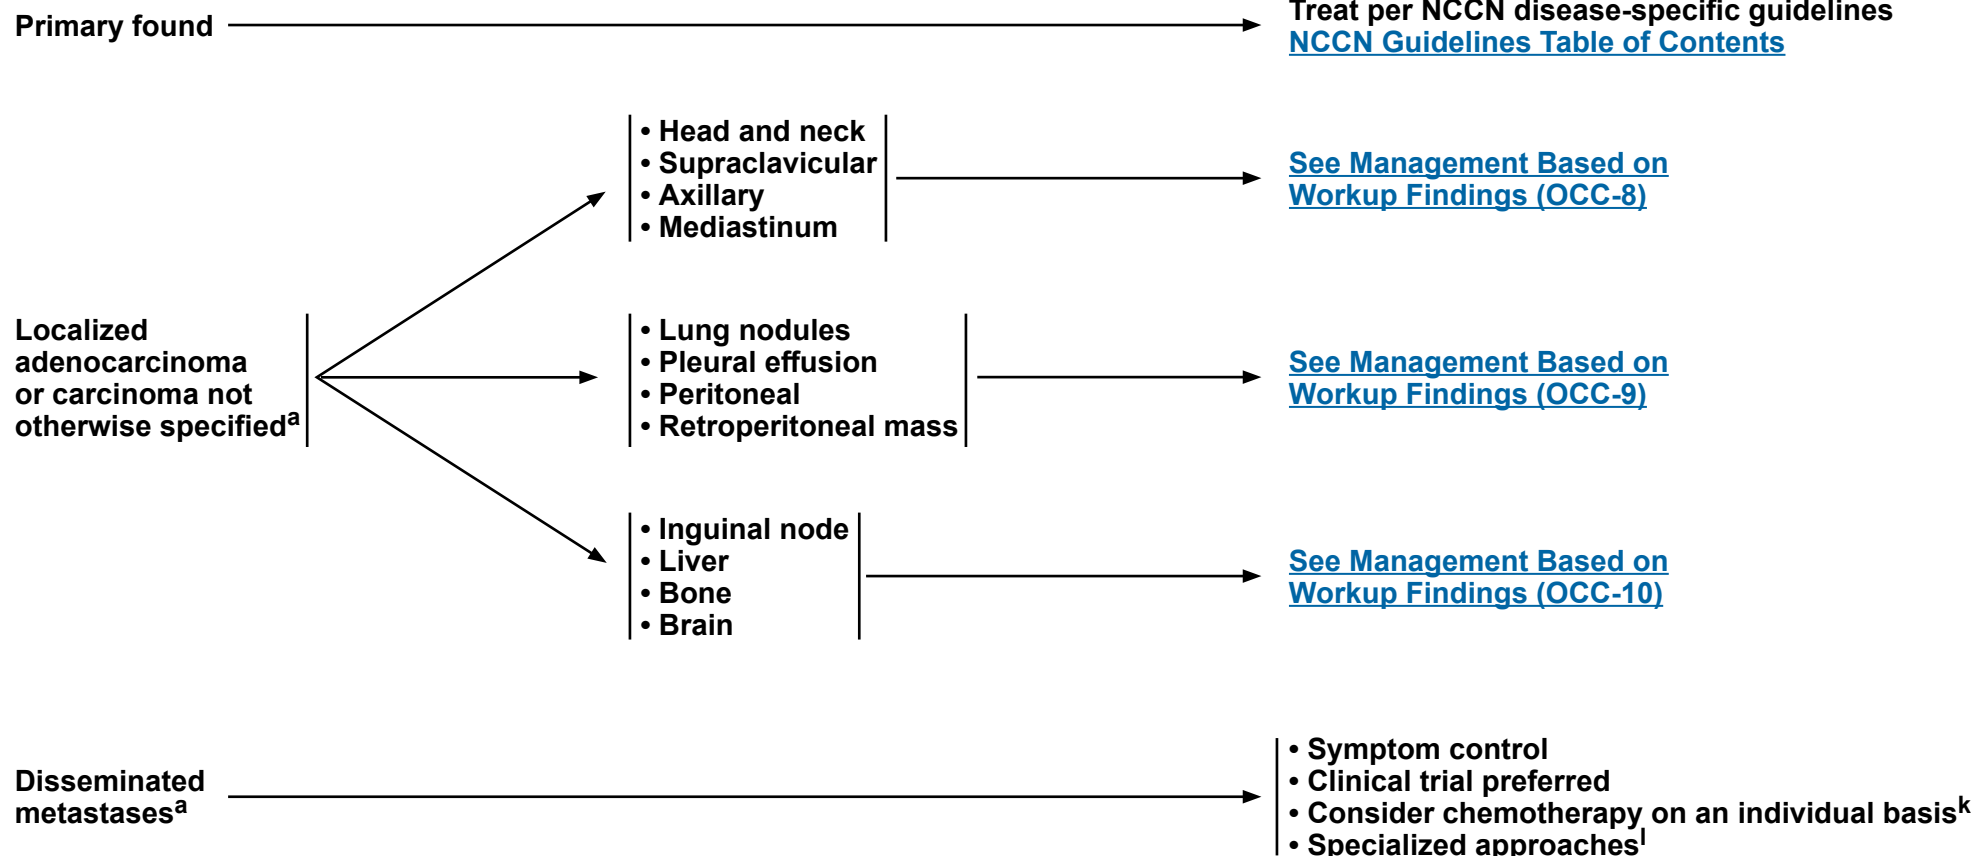 Primary found
Treat per NCCN disease-specific guidelines
NCCN Guidelines Table of Contents
• Head and neck
• Supraclavicular
• Axillary
• Mediastinum
See Management Based on
Workup Findings (OCC-8)
Localized
adenocarcinoma
or carcinoma not
otherwise specifiedᵃ
• Lung nodules
• Pleural effusion
• Peritoneal
• Retroperitoneal mass
See Management Based on
Workup Findings (OCC-9)
• Inguinal node
• Liver
• Bone
• Brain
See Management Based on
Workup Findings (OCC-10)
Disseminated
metastasesᵃ
• Symptom control
• Clinical trial preferred
• Consider chemotherapy on an individual basisᵏ
• Specialized approachesˡ